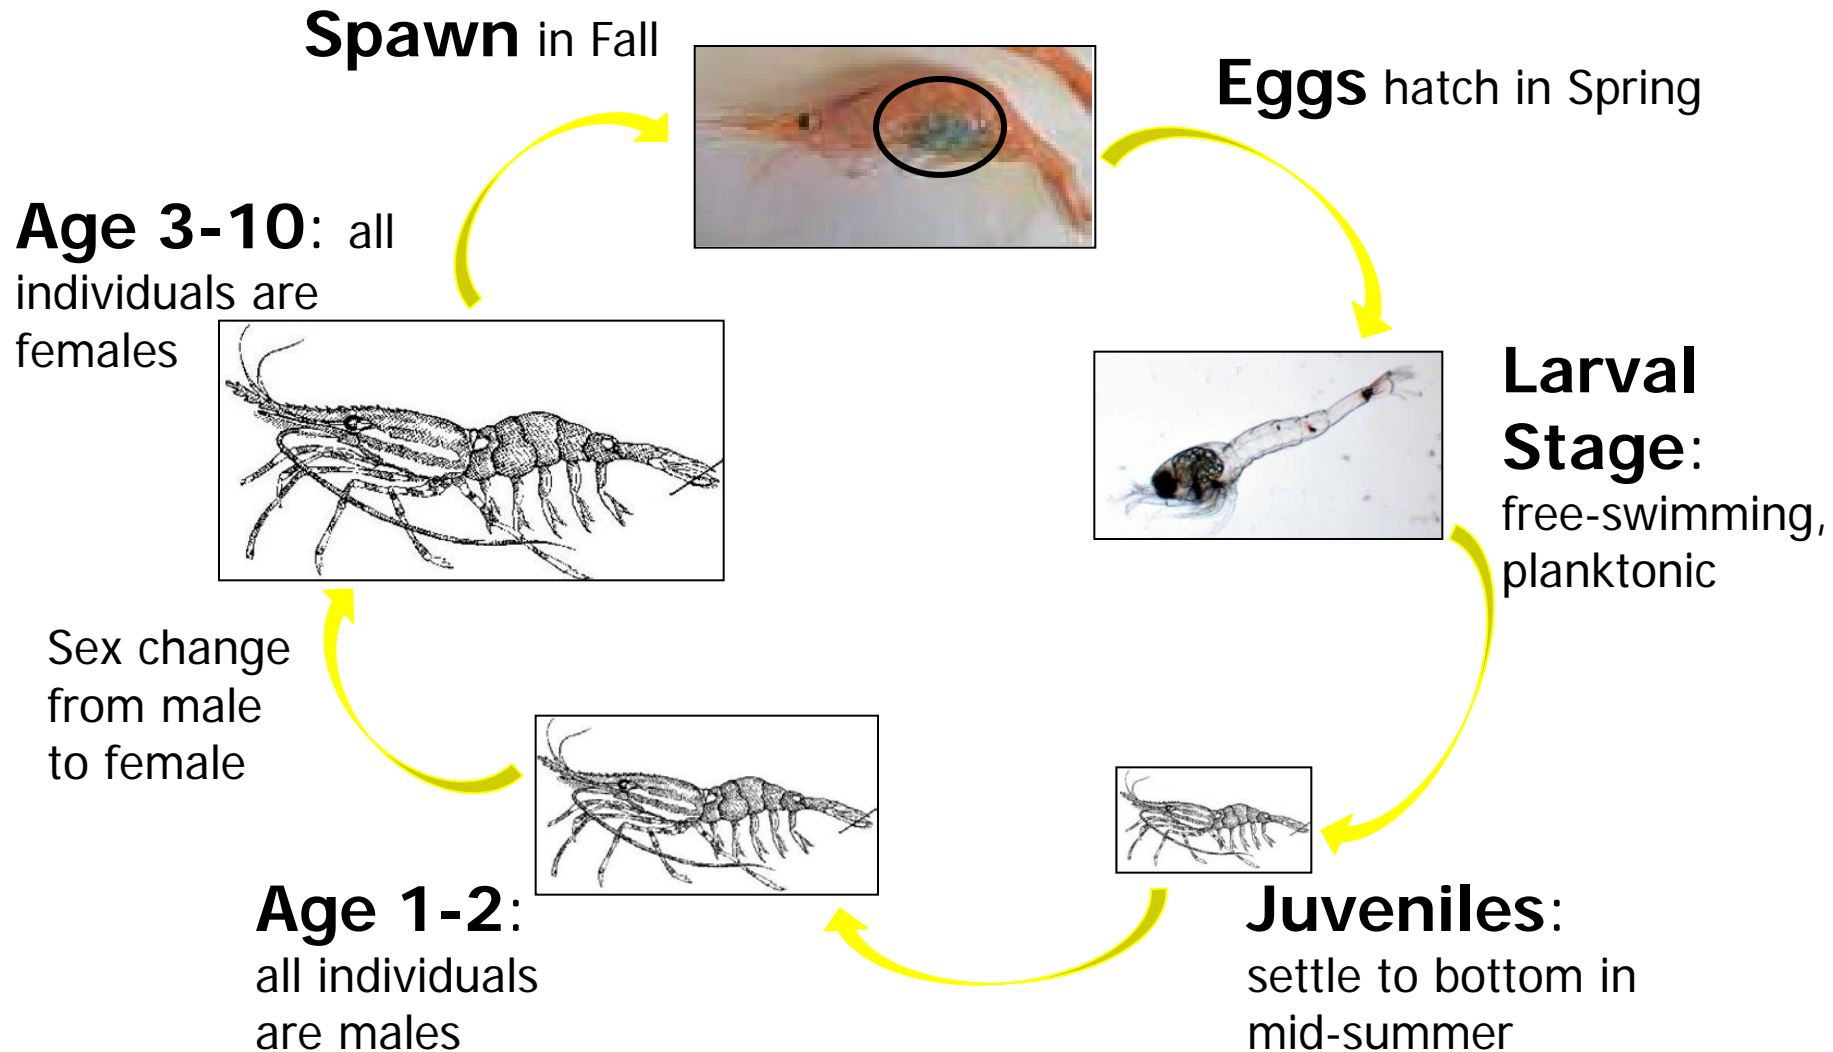 Spawn in Fall
Eggs hatch in Spring
Larval
Stage:
free-swimming,
planktonic
Juveniles:
settle to bottom in
mid-summer
Age 1-2:
all individuals
are males
Sex change
from male
to female
Age 3-10: all
individuals are
females